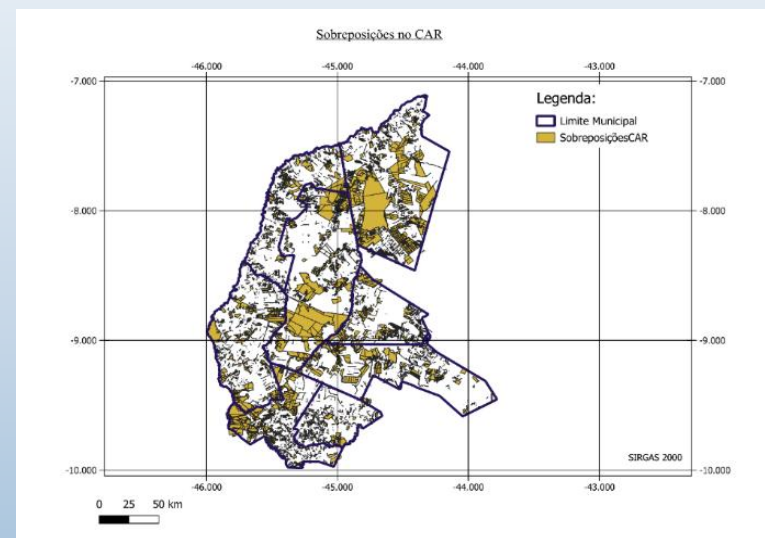 Sobreposições no CAR
-46.000 -45.000 -44.000 -43.000
-7.000 -7.000
Legenda:
Limite Municipal
SobreposiçõesCAR
-8.000 -8.000
-9.000 -9.000
SIRGAS 2000
-10.000 -10.000
-46.000 -45.000 -44.000 -43.000
0 25 50 km